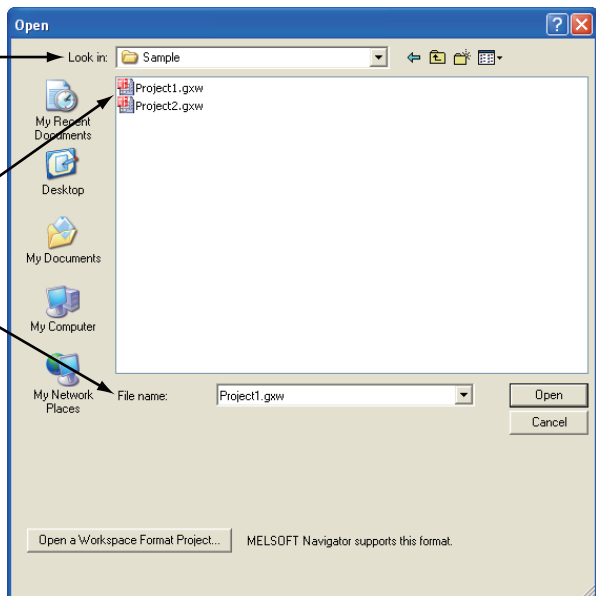 Open
Look in: Sample
Project1.gxw
Project2.gxw
My Recent
Documents
Desktop
My Documents
My Computer
My Network
Places
File name: Project1.gxw
Open
Cancel
Open a Workspace Format Project...
MELSOFT Navigator supports this format.